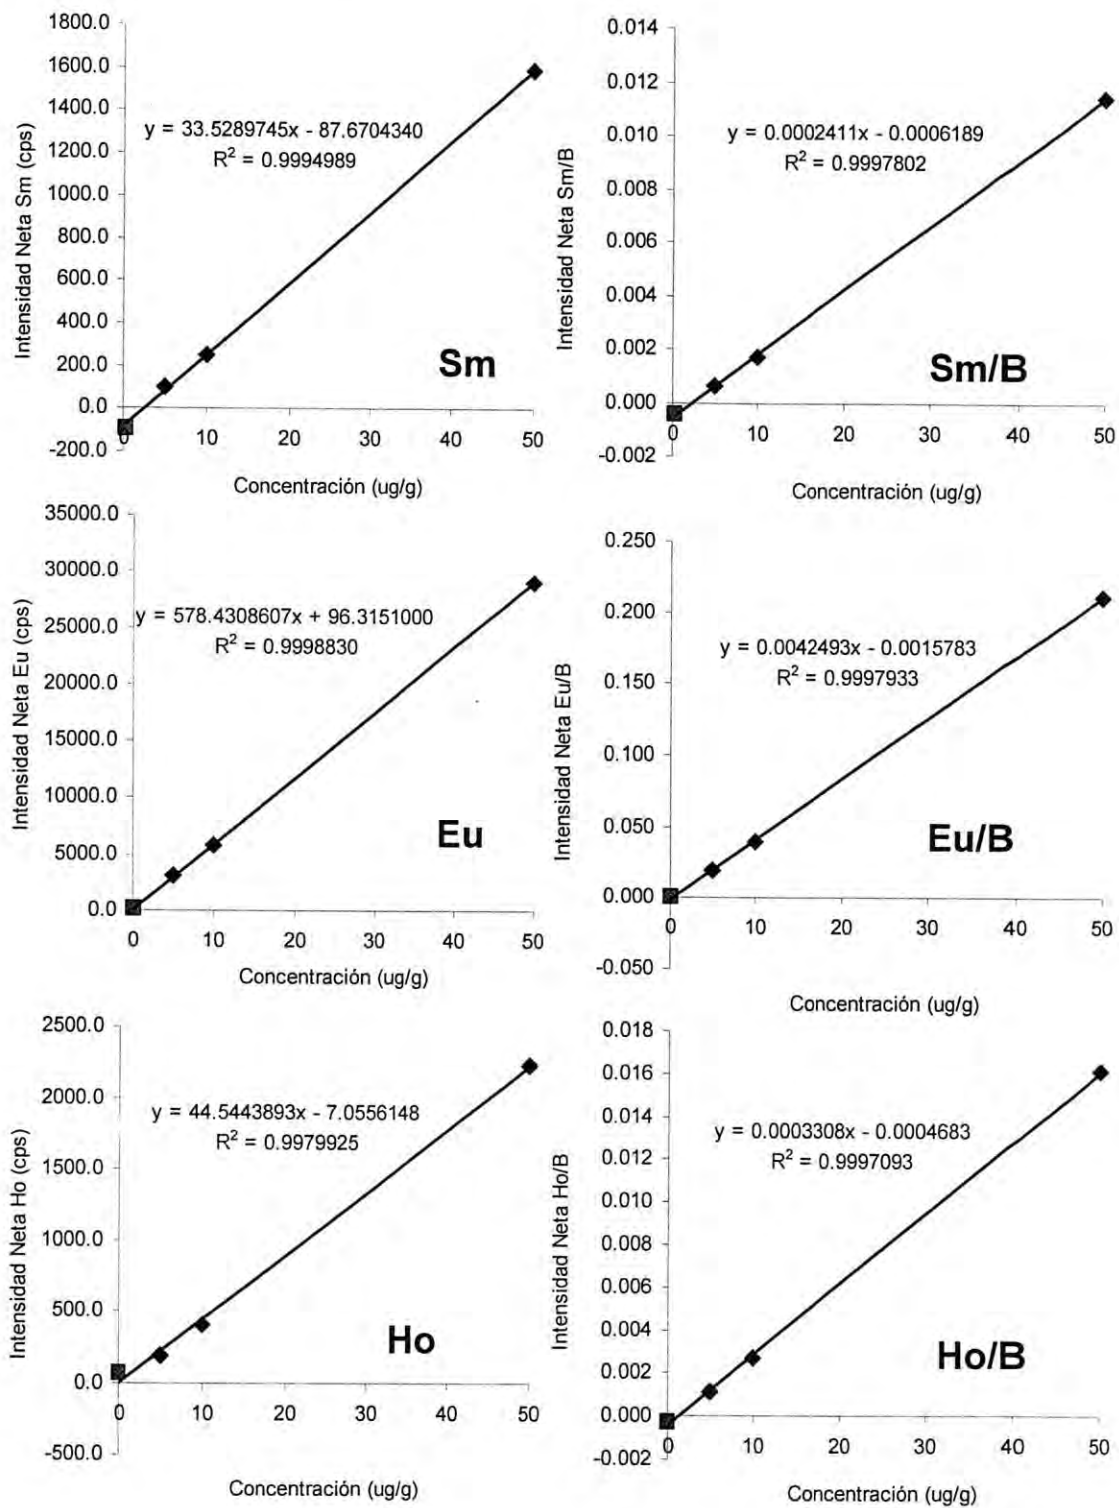 1800.0
1600.0
1400.0
1200.0
1000.0
800.0
600.0
400.0
200.0
0.0
-200.0
Intensidad Neta Sm (cps)
y = 33.5289745x - 87.6704340
R² = 0.9994989
Sm
0 10 20 30 40 50
Concentración (ug/g)
0.014
0.012
0.010
0.008
0.006
0.004
0.002
0.000
-0.002
Intensidad Neta Sm/B
y = 0.0002411x - 0.0006189
R² = 0.9997802
Sm/B
0 10 20 30 40 50
Concentración (ug/g)
35000.0
30000.0
25000.0
20000.0
15000.0
10000.0
5000.0
0.0
Intensidad Neta Eu (cps)
y = 578.4308607x + 96.3151000
R² = 0.9998830
Eu
0 10 20 30 40 50
Concentración (ug/g)
0.250
0.200
0.150
0.100
0.050
0.000
-0.050
Intensidad Neta Eu/B
y = 0.0042493x - 0.0015783
R² = 0.9997933
Eu/B
0 10 20 30 40 50
Concentración (ug/g)
2500.0
2000.0
1500.0
1000.0
500.0
0.0
-500.0
Intensidad Neta Ho (cps)
y = 44.5443893x - 7.0556148
R² = 0.9979925
Ho
0 10 20 30 40 50
Concentración (ug/g)
0.018
0.016
0.014
0.012
0.010
0.008
0.006
0.004
0.002
0.000
-0.002
Intensidad Neta Ho/B
y = 0.0003308x - 0.0004683
R² = 0.9997093
Ho/B
0 10 20 30 40 50
Concentración (ug/g)